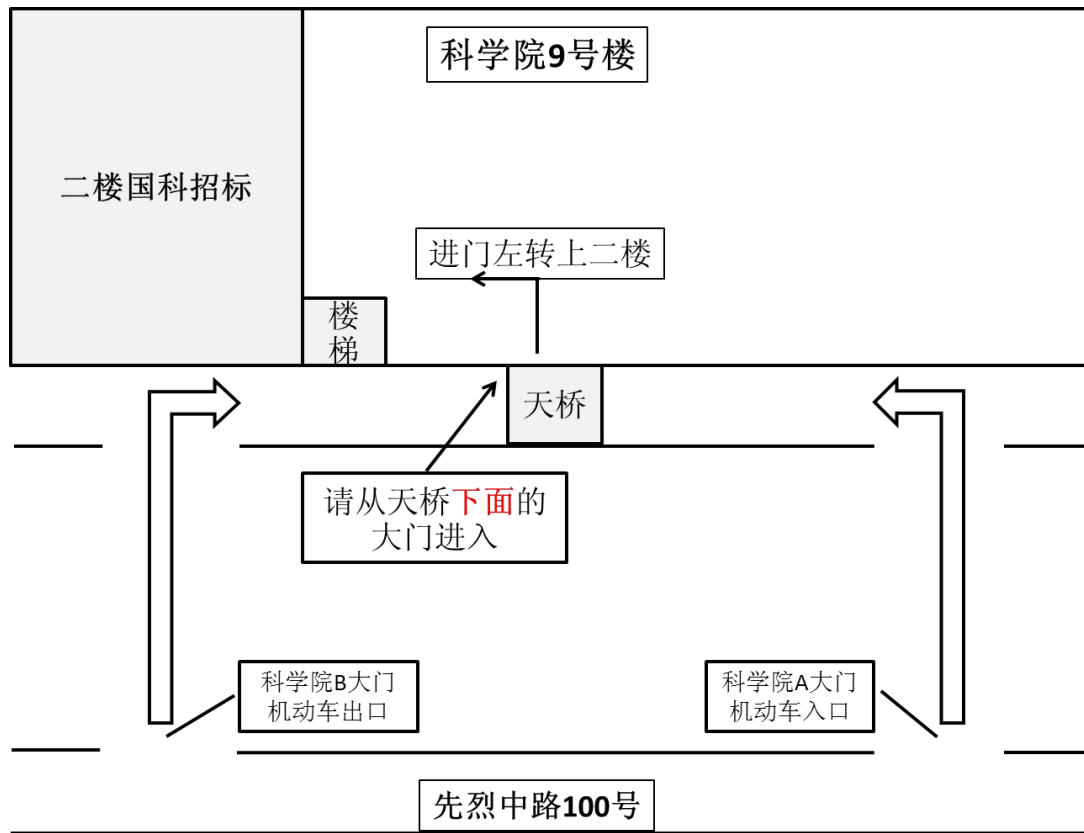 科学院9号楼
二楼国科招标
进门左转上二楼
楼
梯
天桥
请从天桥下面的
大门进入
科学院B大门
机动车出口
科学院A大门
机动车入口
先烈中路100号